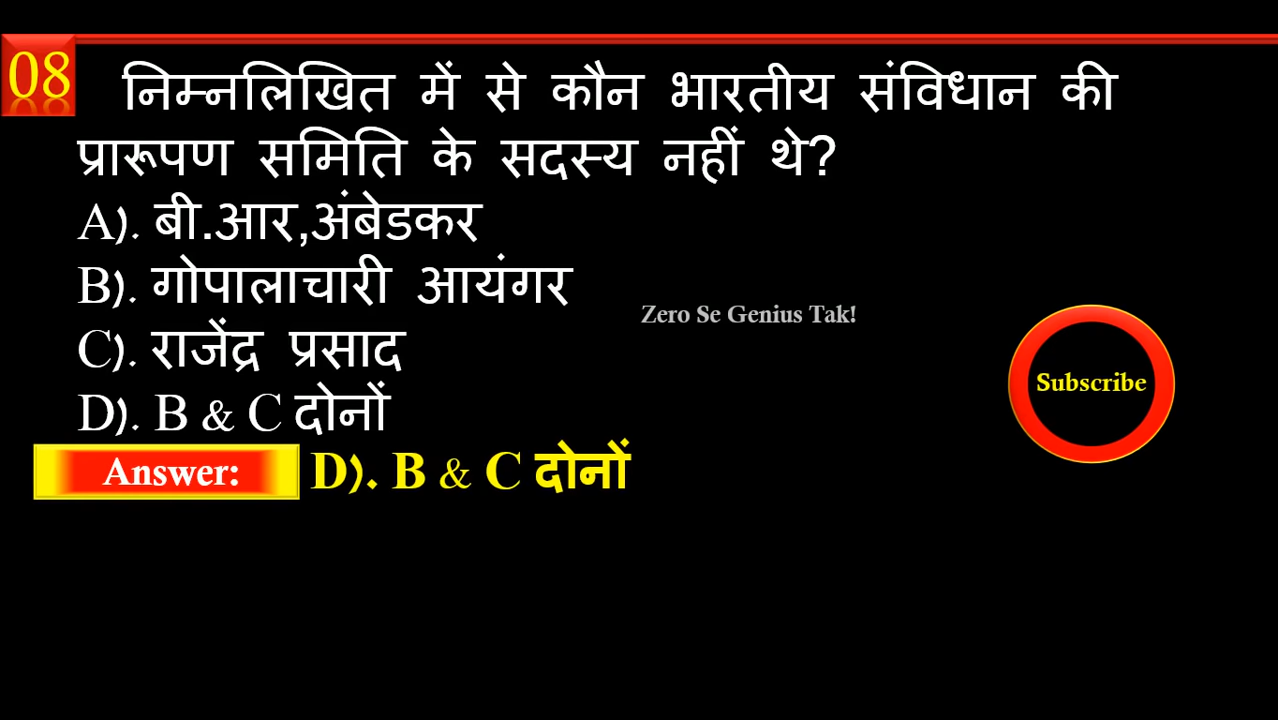 08
निम्नलिखित में से कौन भारतीय संविधान की
प्रारूपण समिति के सदस्य नहीं थे?
A). बी.आर,अंबेडकर
B). गोपालाचारी आयंगर
Zero Se Genius Tak!
C). राजेंद्र प्रसाद
Subscribe
D). B & C दोनों
Answer: D). B & C दोनों